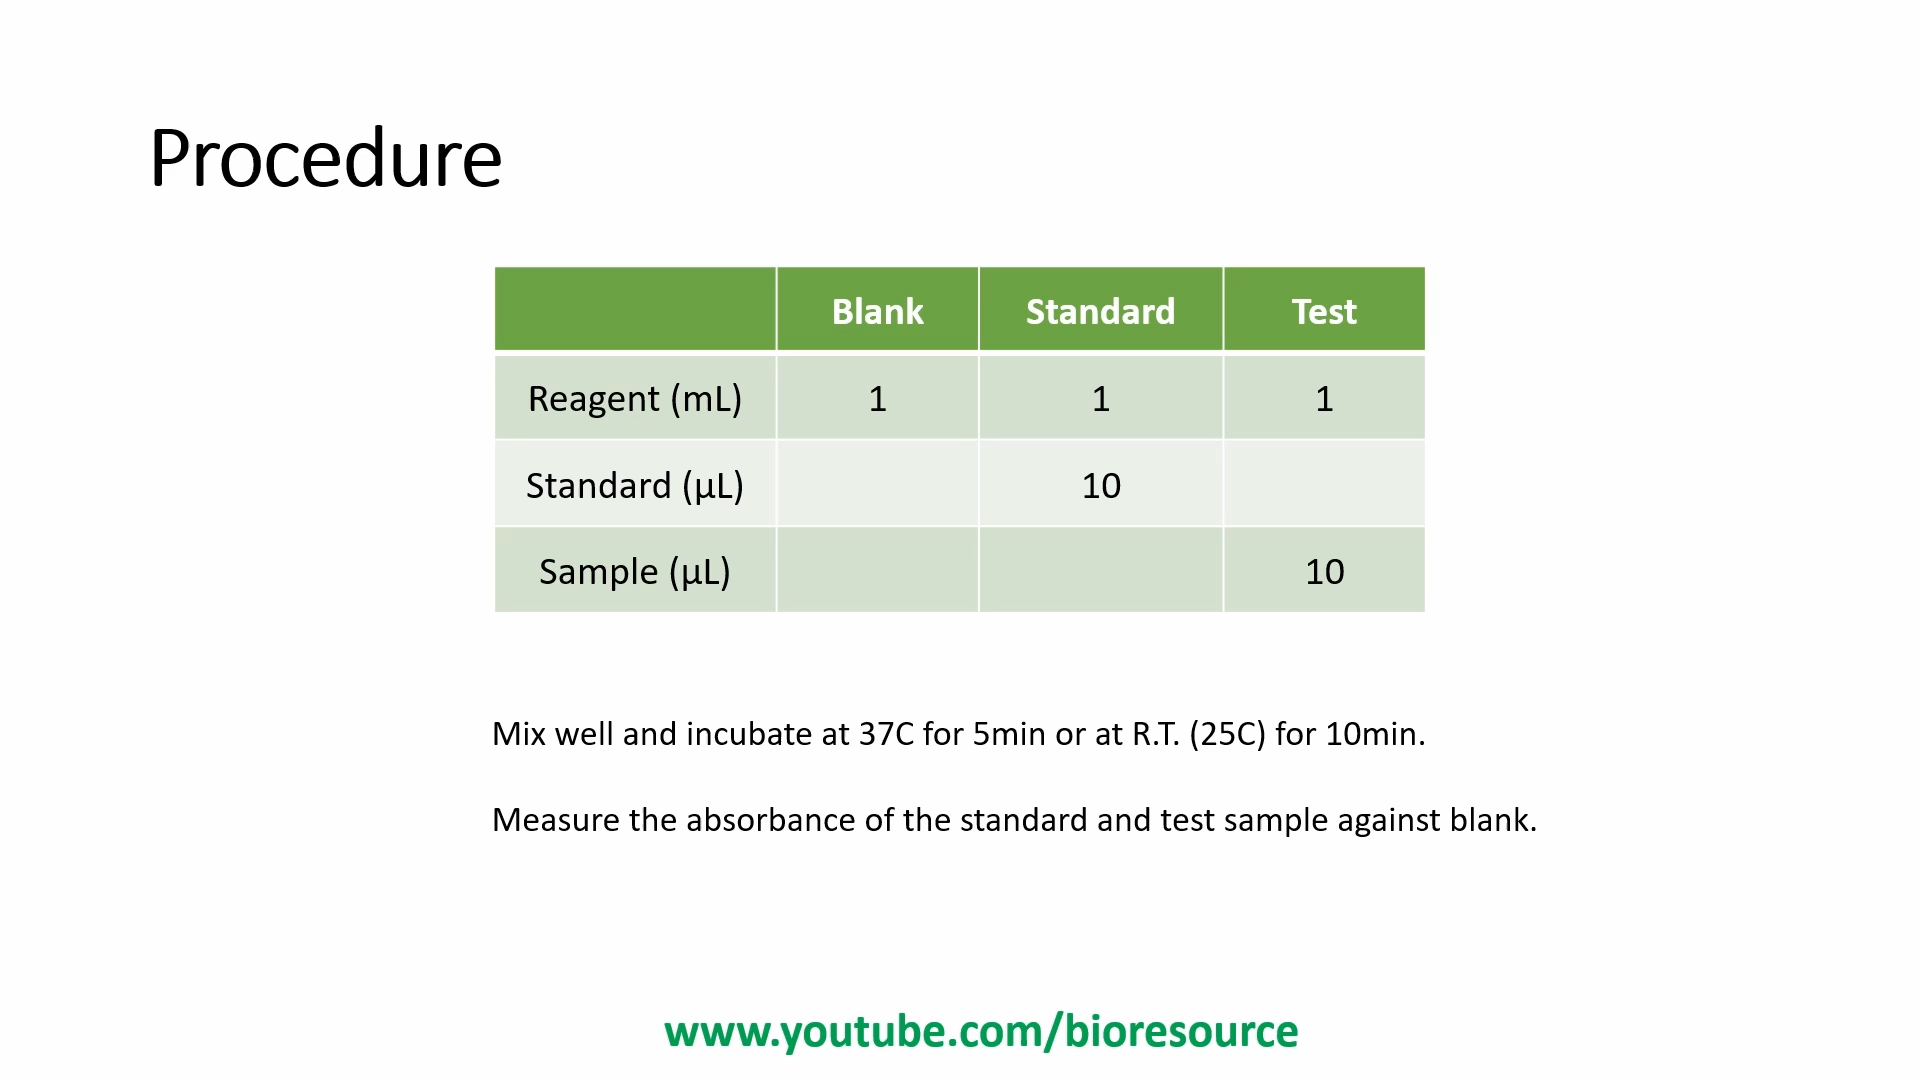 Procedure
Blank Standard Test
Reagent (mL) 1 1 1
Standard (µL) 10
Sample (µL) 10
Mix well and incubate at 37C for 5min or at R.T. (25C) for 10min.
Measure the absorbance of the standard and test sample against blank.
www.youtube.com/bioresource